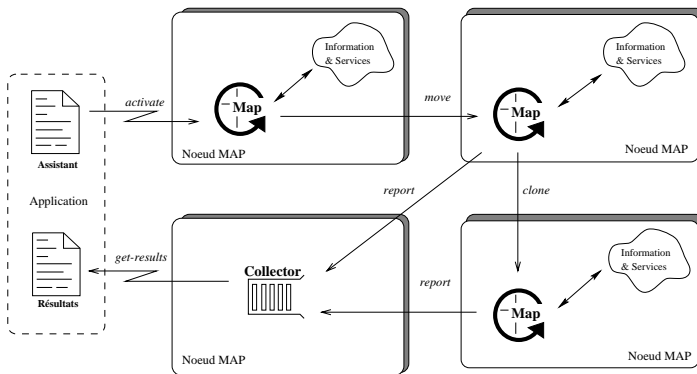 Information
& Services
Map
Noeud MAP
activate
move
Information
& Services
Map
Noeud MAP
Assistant
Application
Résultats
get-results
report
clone
Collector
Noeud MAP
report
Information
& Services
Map
Noeud MAP